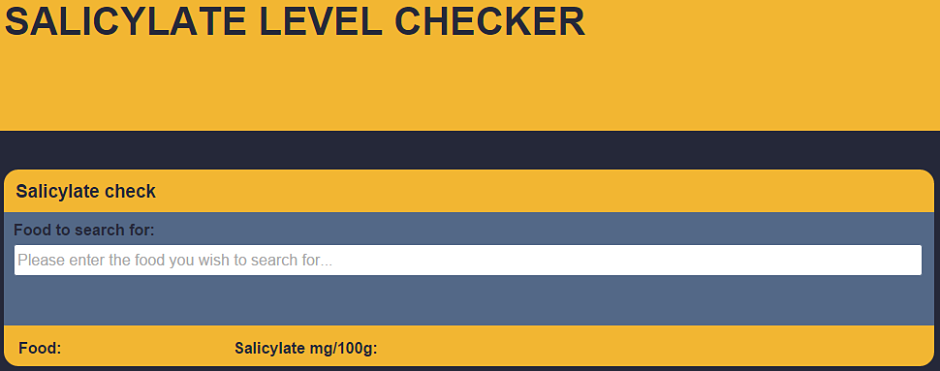 SALICYLATE LEVEL CHECKER
Salicylate check
Food to search for:
Please enter the food you wish to search for...
Food: Salicylate mg/100g: